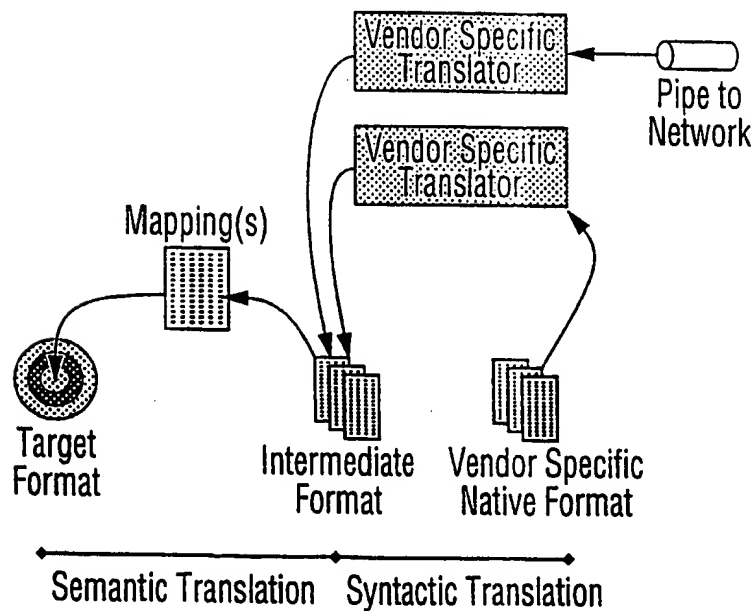 Vendor Specific
Translator
Pipe to
Network
Vendor Specific
Translator
Mapping(s)
Target
Format
Intermediate
Format
Vendor Specific
Native Format
Semantic Translation
Syntactic Translation